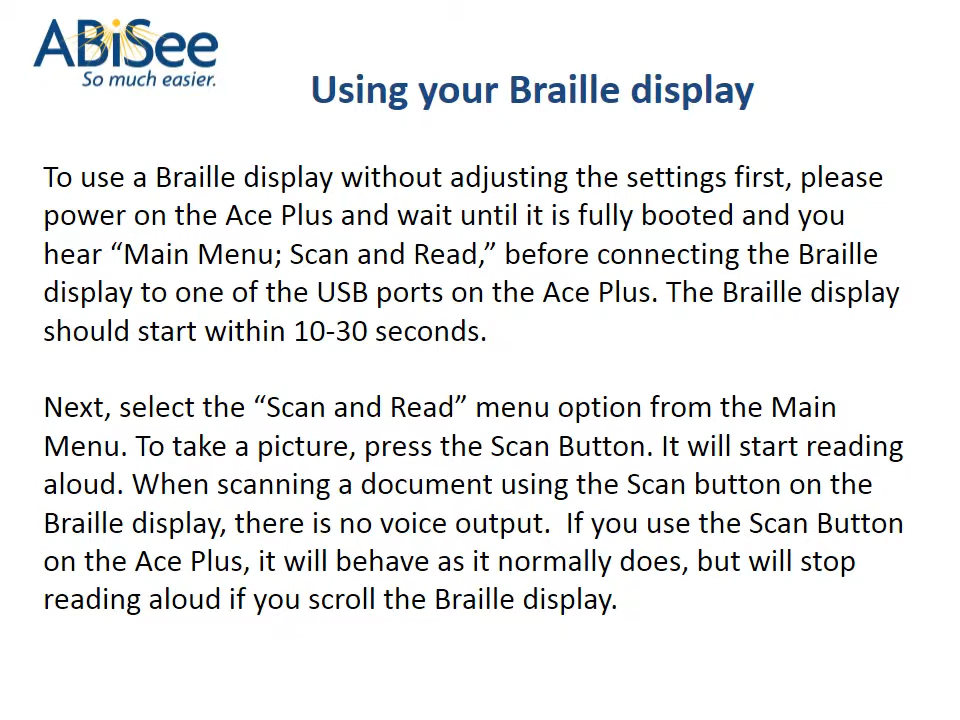 ABiSee
So much easier.
Using your Braille display
To use a Braille display without adjusting the settings first, please
power on the Ace Plus and wait until it is fully booted and you
hear “Main Menu; Scan and Read,” before connecting the Braille
display to one of the USB ports on the Ace Plus. The Braille display
should start within 10-30 seconds.
Next, select the “Scan and Read” menu option from the Main
Menu. To take a picture, press the Scan Button. It will start reading
aloud. When scanning a document using the Scan button on the
Braille display, there is no voice output.  If you use the Scan Button
on the Ace Plus, it will behave as it normally does, but will stop
reading aloud if you scroll the Braille display.